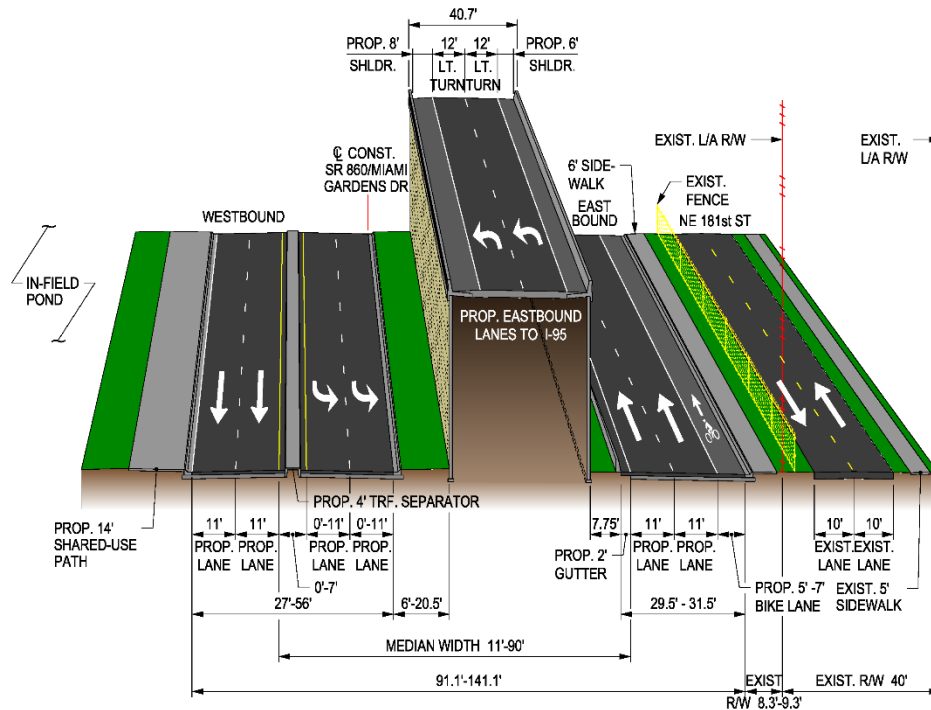 40.7'
PROP. 8'
SHLDR.
12'
LT.
TURN
12'
LT.
TURN
PROP. 6'
SHLDR.
℄ CONST.
SR 860/MIAMI
GARDENS DR.
WESTBOUND
6' SIDE-
WALK
EAST
BOUND
EXIST. L/A R/W
EXIST.
L/A R/W
EXIST.
FENCE
NE 181st ST
IN-FIELD
POND
PROP. EASTBOUND
LANES TO I-95
PROP. 4' TRF. SEPARATOR
PROP. 14'
SHARED-USE
PATH
11'
PROP.
LANE
11'
PROP.
LANE
0'-7'
0'-11'
PROP.
LANE
0'-11'
PROP.
LANE
7.75'
PROP. 2'
GUTTER
11'
PROP.
LANE
11'
PROP.
LANE
PROP. 5' -7'
BIKE LANE
10'
EXIST.
LANE
10'
EXIST.
LANE
EXIST. 5'
SIDEWALK
27'-56'
6'-20.5'
29.5' - 31.5'
MEDIAN WIDTH 11'-90'
91.1'-141.1'
EXIST
R/W 8.3'-9.3'
EXIST. R/W 40'